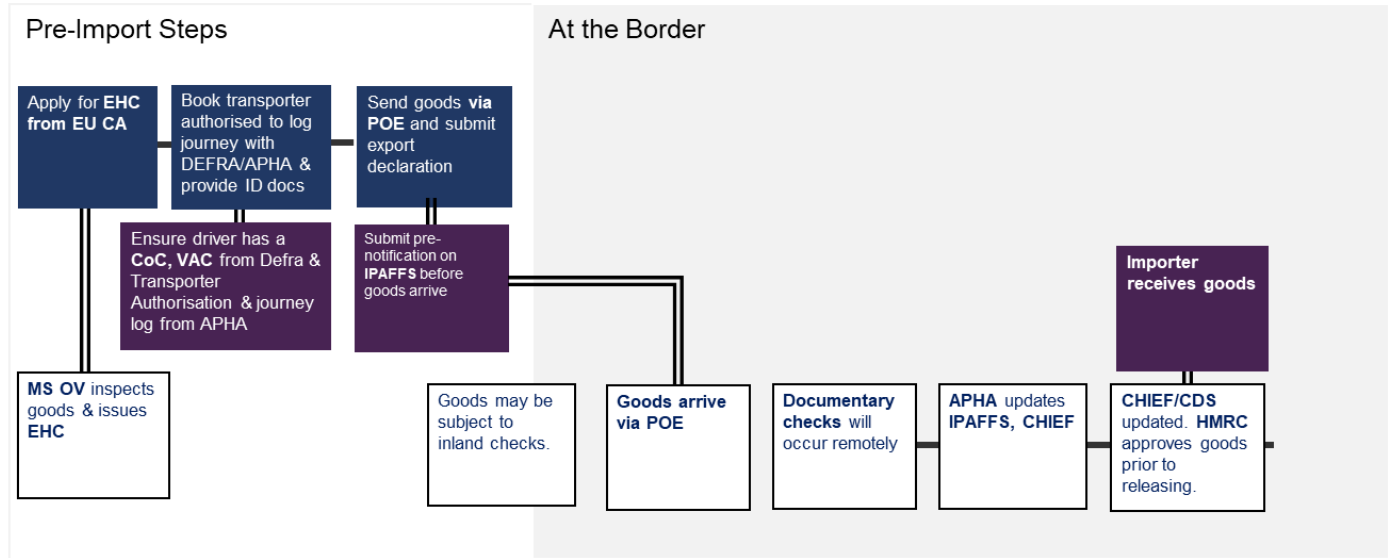 Pre-Import Steps
At the Border
Apply for EHC
from EU CA
Book transporter
authorised to log
journey with
DEFRA/APHA &
provide ID docs
Send goods via
POE and submit
export
declaration
Ensure driver has a
CoC, VAC from Defra &
Transporter
Authorisation & journey
log from APHA
Submit pre-
notification on
IPAFFS before
goods arrive
Importer
receives goods
MS OV inspects
goods & issues
EHC
Goods may be
subject to
inland checks.
Goods arrive
via POE
Documentary
checks will
occur remotely
APHA updates
IPAFFS, CHIEF
CHIEF/CDS
updated. HMRC
approves goods
prior to
releasing.